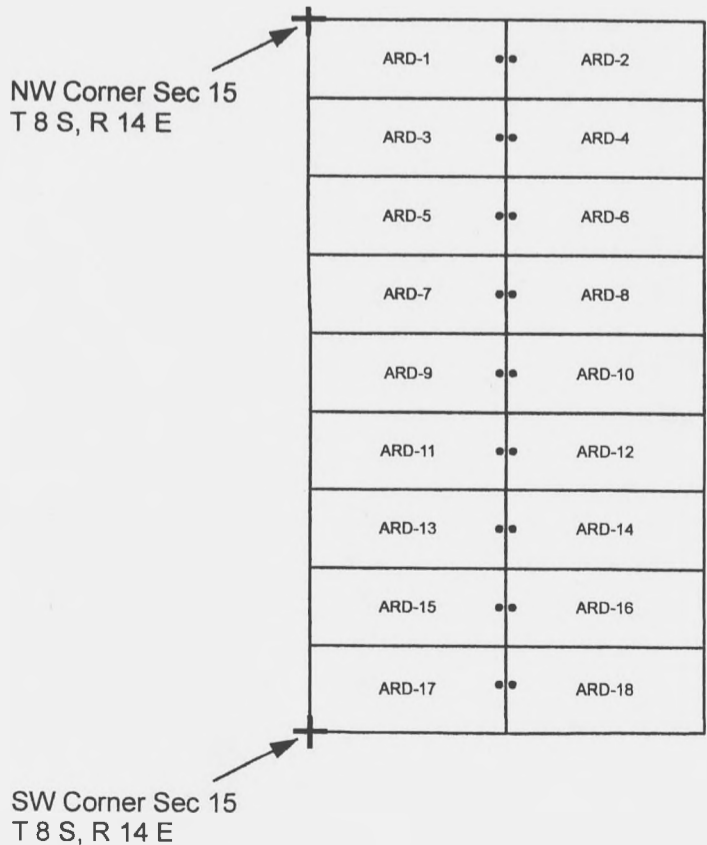 NW Corner Sec 15
T 8 S, R 14 E
ARD-1 ARD-2
ARD-3 ARD-4
ARD-5 ARD-6
ARD-7 ARD-8
ARD-9 ARD-10
ARD-11 ARD-12
ARD-13 ARD-14
ARD-15 ARD-16
ARD-17 ARD-18
SW Corner Sec 15
T 8 S, R 14 E